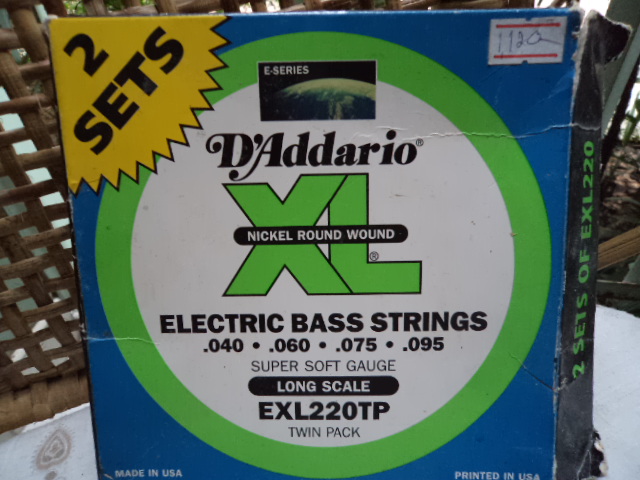 2
SETS
E-SERIES
D'Addario®
XL®
NICKEL ROUND WOUND
ELECTRIC BASS STRINGS
.040 • .060 • .075 • .095
SUPER SOFT GAUGE
LONG SCALE
EXL220TP
TWIN PACK
MADE IN USA
PRINTED IN USA
2 SETS OF EXL220